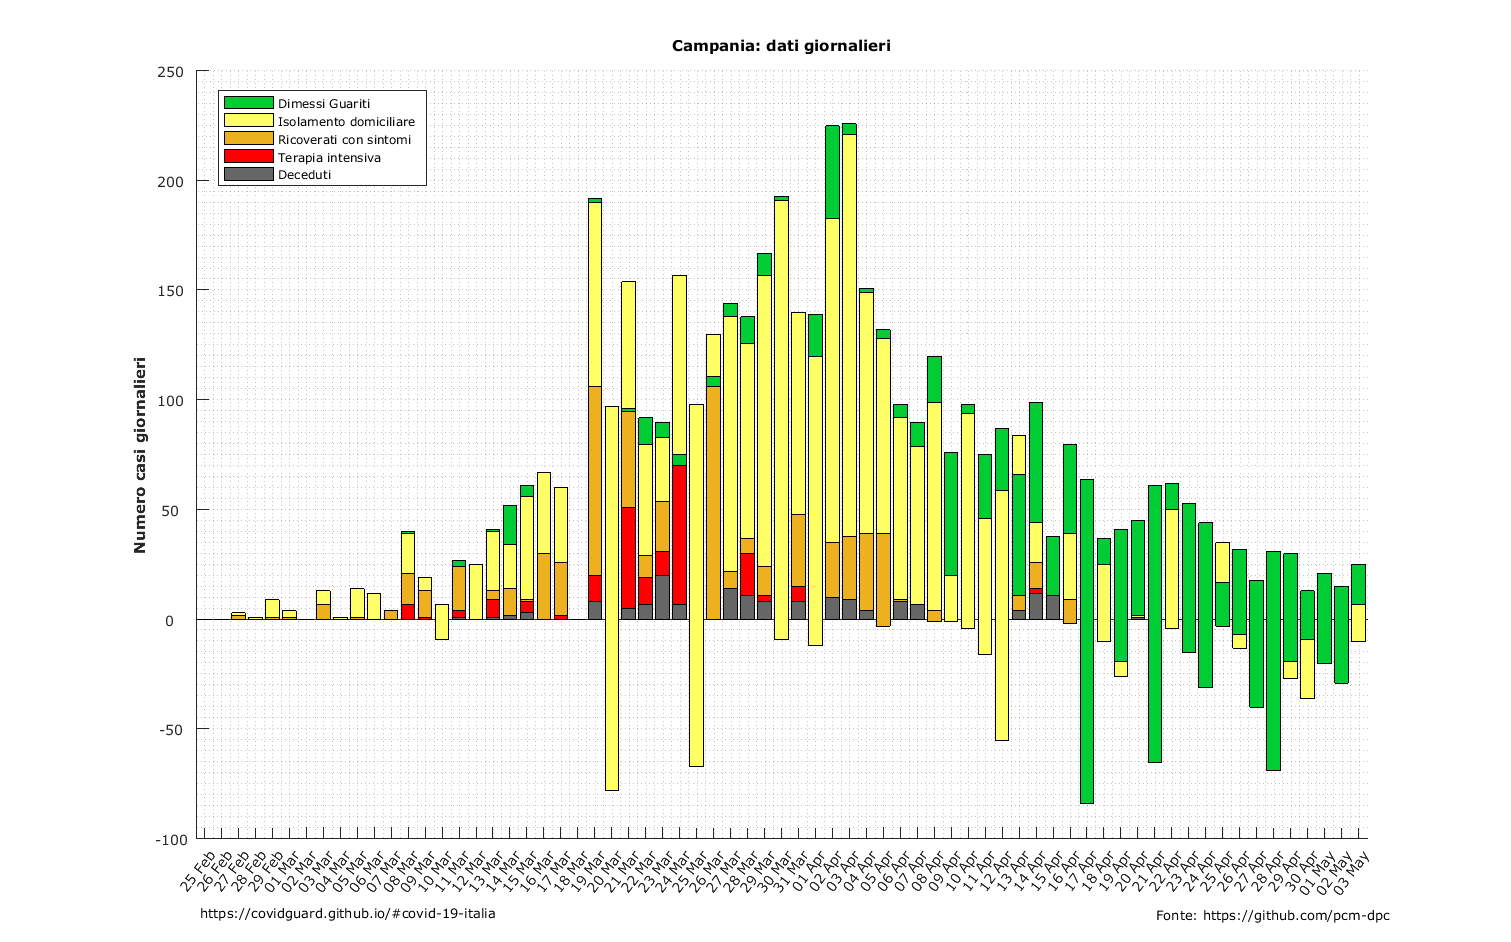 Campania: dati giornalieri
250
200
150
100
50
0
-50
-100
Numero casi giornalieri
Dimessi Guariti
Isolamento domiciliare
Ricoverati con sintomi
Terapia intensiva
Deceduti
25 Feb
26 Feb
27 Feb
28 Feb
29 Feb
01 Mar
02 Mar
03 Mar
04 Mar
05 Mar
06 Mar
07 Mar
08 Mar
09 Mar
10 Mar
11 Mar
12 Mar
13 Mar
14 Mar
15 Mar
16 Mar
17 Mar
18 Mar
19 Mar
20 Mar
21 Mar
22 Mar
23 Mar
24 Mar
25 Mar
26 Mar
27 Mar
28 Mar
29 Mar
30 Mar
31 Mar
01 Apr
02 Apr
03 Apr
04 Apr
05 Apr
06 Apr
07 Apr
08 Apr
09 Apr
10 Apr
11 Apr
12 Apr
13 Apr
14 Apr
15 Apr
16 Apr
17 Apr
18 Apr
19 Apr
20 Apr
21 Apr
22 Apr
23 Apr
24 Apr
25 Apr
26 Apr
27 Apr
28 Apr
29 Apr
30 Apr
01 May
02 May
03 May
https://covidguard.github.io/#covid-19-italia
Fonte: https://github.com/pcm-dpc